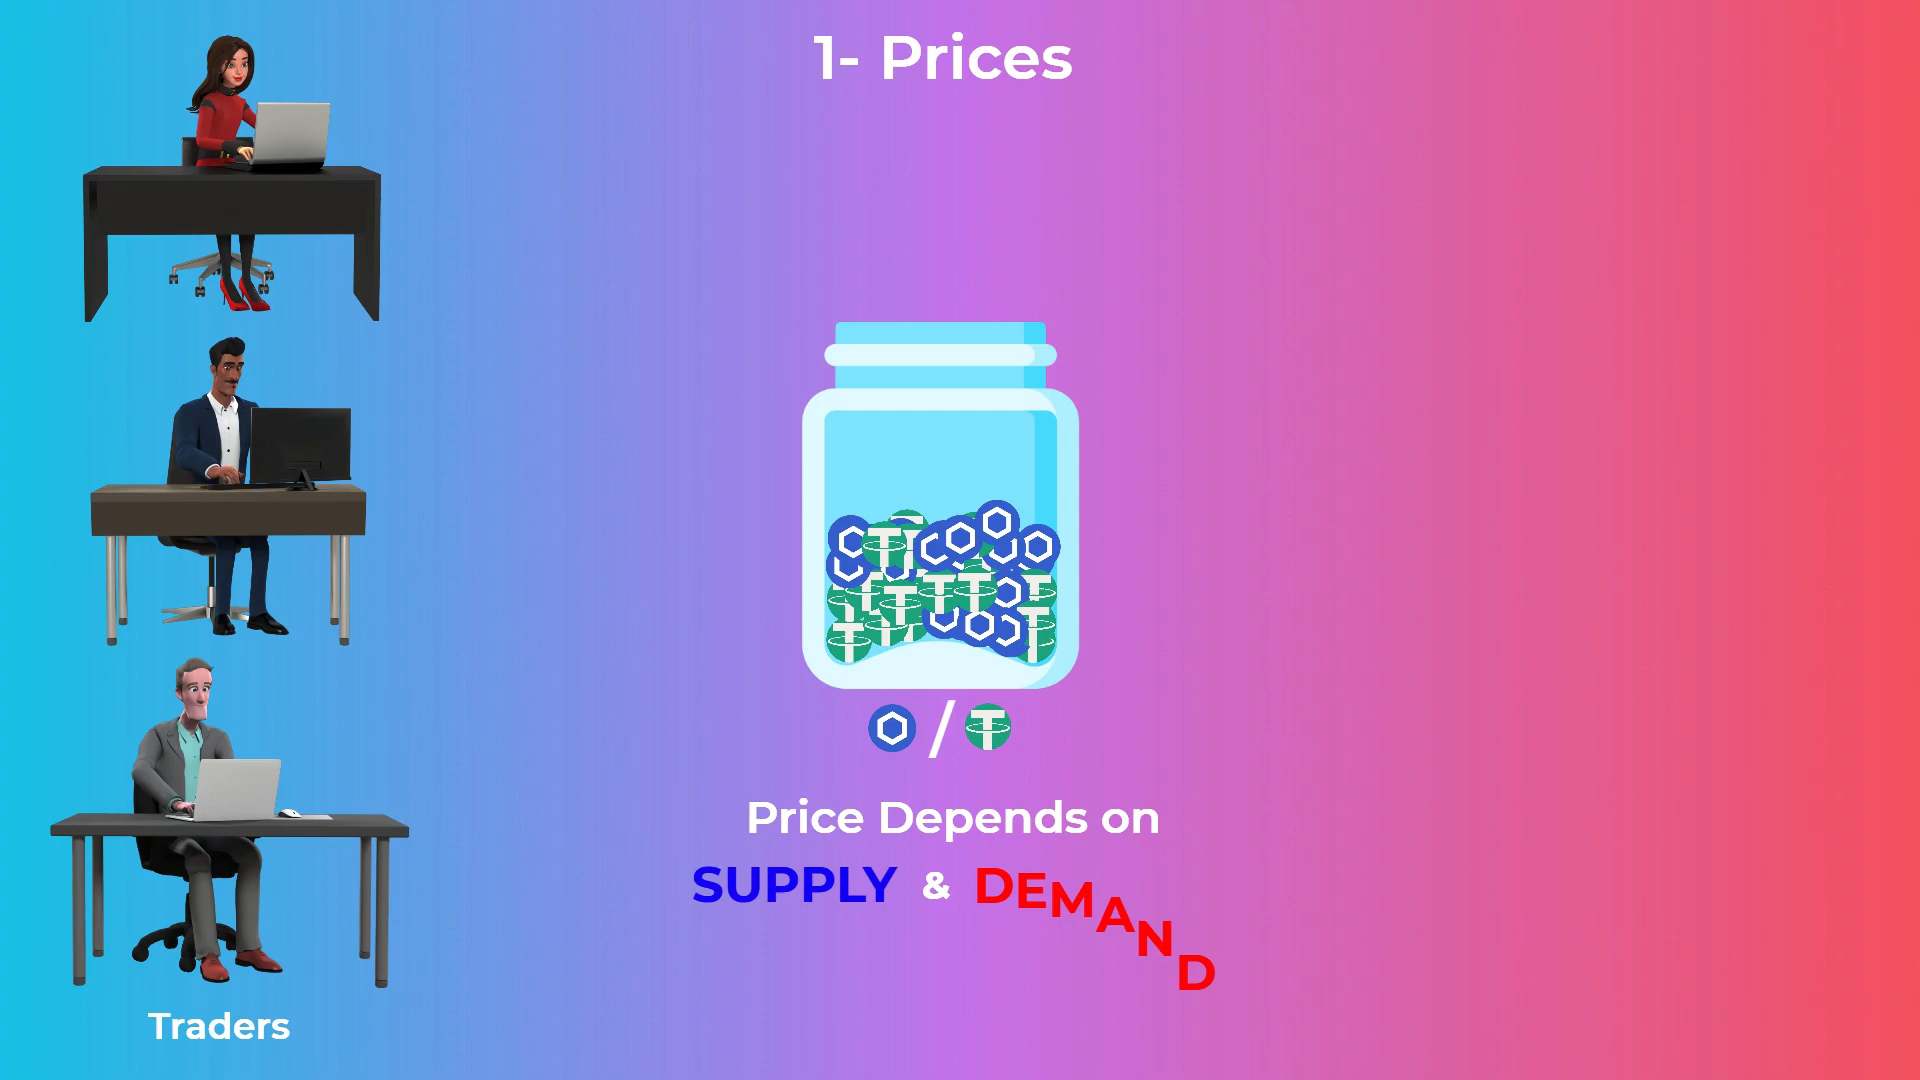 1- Prices
/
Price Depends on
SUPPLY & DEMAND
Traders